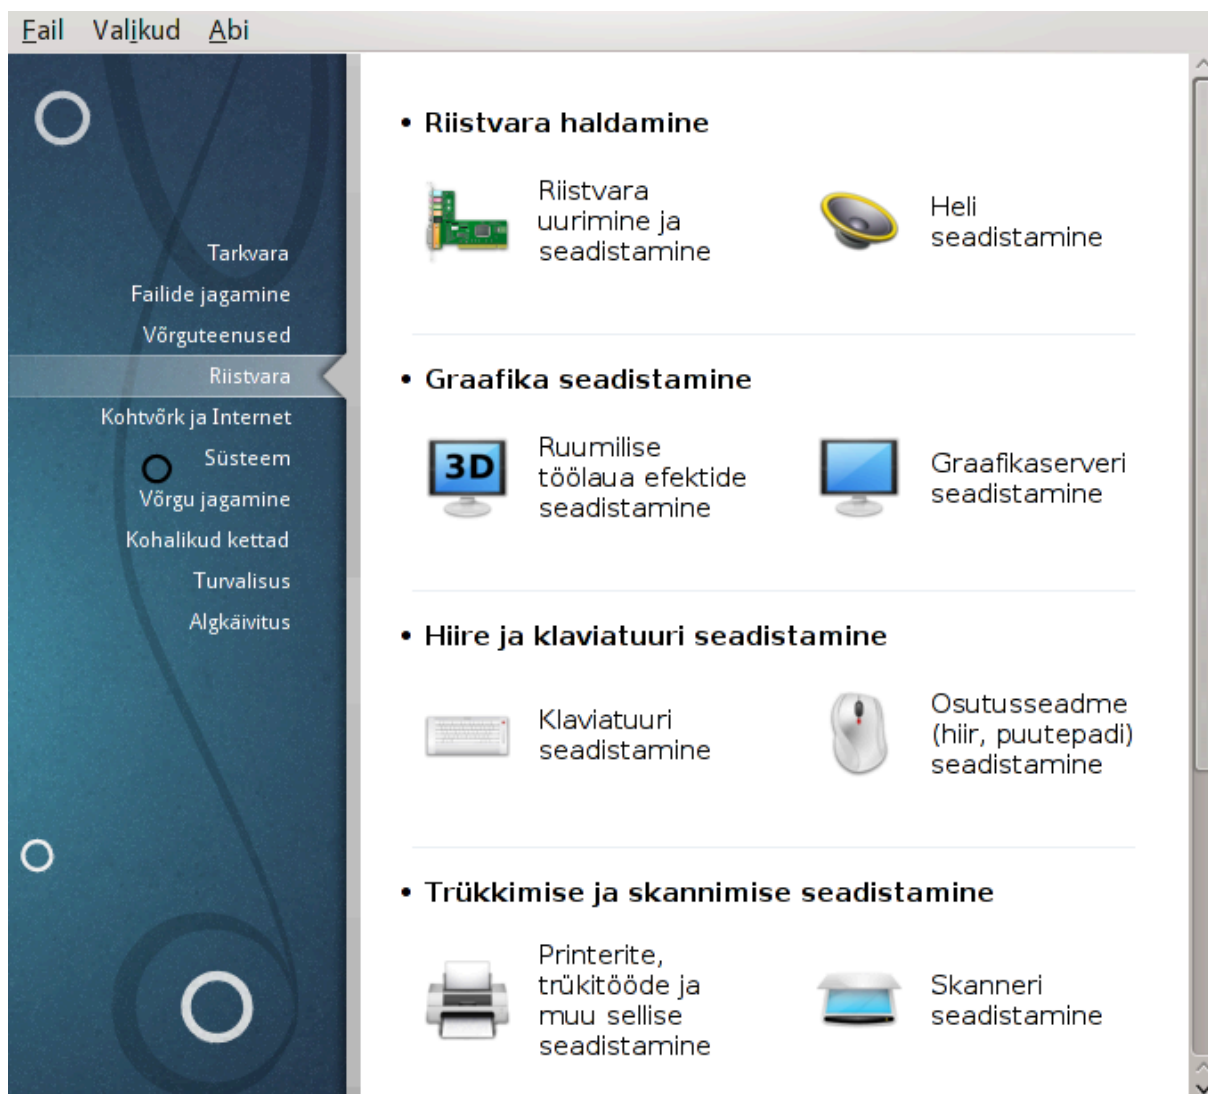 Fail Valikud Abi
Tarkvara
Failide jagamine
Võrguteenused
Riistvara
Kohtvõrk ja Internet
Süsteem
Võrgu jagamine
Kohalikud kettad
Turvalisus
Algkäivitus
• Riistvara haldamine
Riistvara
uurimine ja
seadistamine
Heli
seadistamine
• Graafika seadistamine
3D
Ruumilise
töölaua efektide
seadistamine
Graafikaserveri
seadistamine
• Hiire ja klaviatuuri seadistamine
Klaviatuuri
seadistamine
Osutusseadme
(hiir, puutepadi)
seadistamine
• Trükkimise ja skannimise seadistamine
Printerite,
trükitööde ja
muu sellise
seadistamine
Skanneri
seadistamine